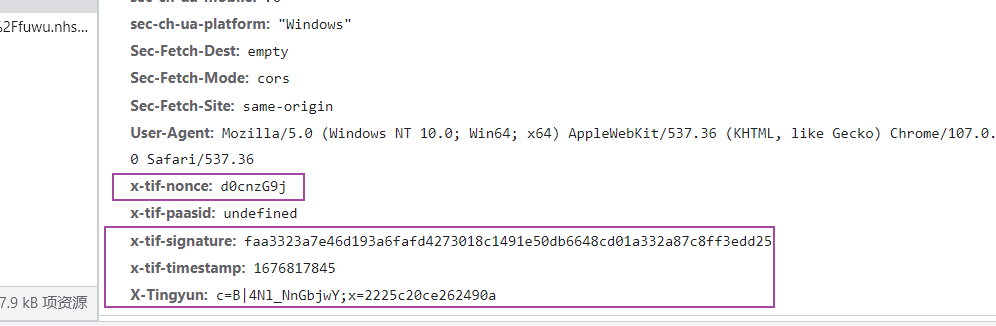 %2Ffuwu.nhs...
sec-ch-ua-platform: "Windows"
Sec-Fetch-Dest: empty
Sec-Fetch-Mode: cors
Sec-Fetch-Site: same-origin
User-Agent: Mozilla/5.0 (Windows NT 10.0; Win64; x64) AppleWebKit/537.36 (KHTML, like Gecko) Chrome/107.0.
0 Safari/537.36
x-tif-nonce: d0cnzG9j
x-tif-paasid: undefined
x-tif-signature: faa3323a7e46d193a6fafd4273018c1491e50db6648cd01a332a87c8ff3edd25
x-tif-timestamp: 1676817845
X-Tingyun: c=B|4Nl_NnGbjwY;x=2225c20ce262490a
7.9 kB 项资源